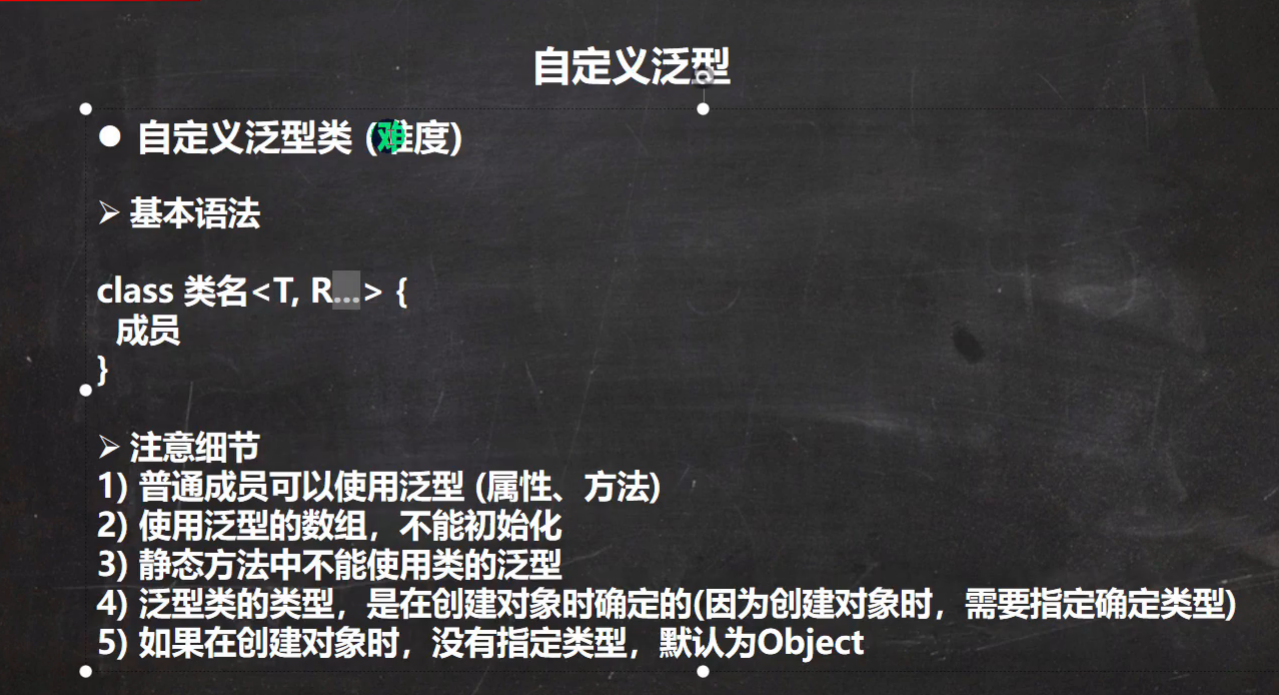 自定义泛型
● 自定义泛型类 (难度)
➢ 基本语法
class 类名<T, R...> {
成员
}
➢ 注意细节
1) 普通成员可以使用泛型 (属性、方法)
2) 使用泛型的数组，不能初始化
3) 静态方法中不能使用类的泛型
4) 泛型类的类型，是在创建对象时确定的(因为创建对象时，需要指定确定类型)
5) 如果在创建对象时，没有指定类型，默认为Object